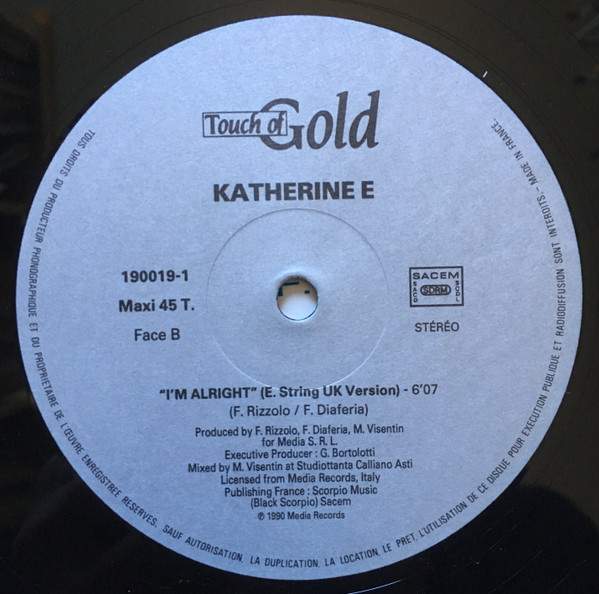 Touch of Gold
KATHERINE E
190019-1
Maxi 45 T.
Face B
SACEM
SACD
SDRM
SCDL
STÉRÉO
"I'M ALRIGHT" (E. String UK Version) - 6'07
(F. Rizzolo / F. Diaferia)
Produced by F. Rizzolo, F. Diaferia, M. Visentin
for Media S. R. L.
Executive Producer : G. Bortolotti
Mixed by M. Visentin at Studiottanta Calliano Asti
Licensed from Media Records, Italy
Publishing France : Scorpio Music
(Black Scorpio) Sacem
℗ 1990 Media Records
TOUS DROITS DU PRODUCTEUR PHONOGRAPHIQUE ET DU PROPRIETAIRE DE L'ŒUVRE ENREGISTREE RESERVES. SAUF AUTORISATION, LA DUPLICATION, LA LOCATION, LE PRET, L'UTILISATION DE CE DISQUE POUR EXECUTION PUBLIQUE ET RADIODIFFUSION SONT INTERDITS. - MADE IN FRANCE.